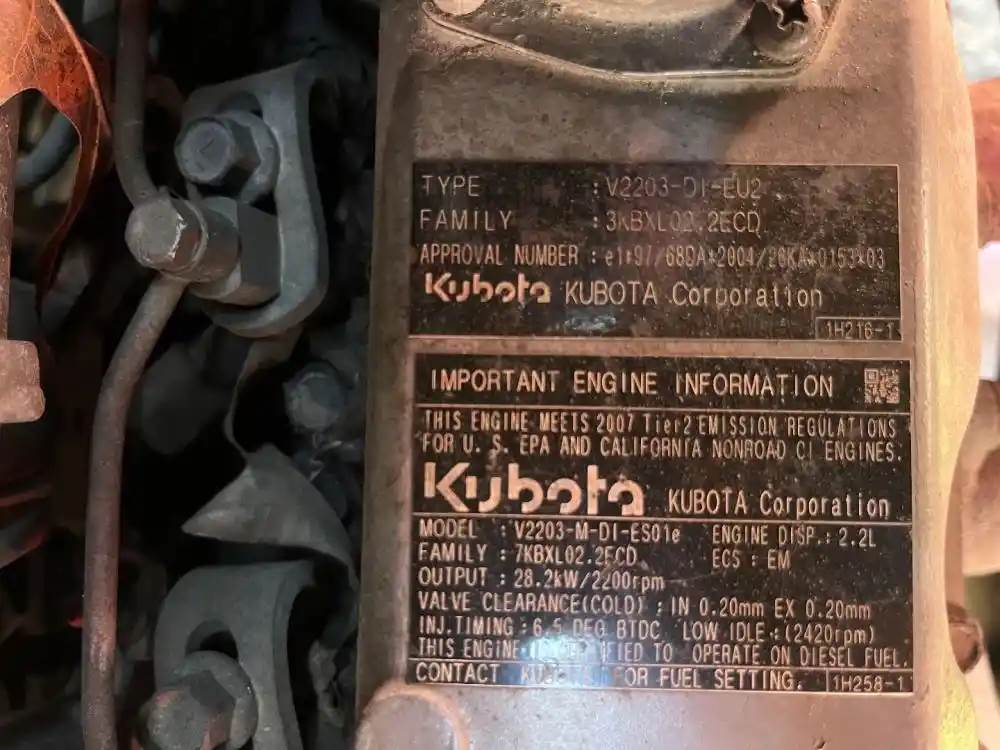 TYPE : V2203-DI-EU2
FAMILY : 3KBXL02.2ECD
APPROVAL NUMBER : e1*97/68DA*2004/26KA*0153*03
Kubota KUBOTA Corporation
1H216-1
IMPORTANT ENGINE INFORMATION
THIS ENGINE MEETS 2007 Tier2 EMISSION REGULATIONS
FOR U. S. EPA AND CALIFORNIA NONROAD CI ENGINES.
Kubota KUBOTA Corporation
MODEL : V2203-M-DI-ES01e ENGINE DISP.: 2.2L
FAMILY : 7KBXL02.2ECD ECS : EM
OUTPUT : 28.2kW/2200rpm
VALVE CLEARANCE(COLD) : IN 0.20mm EX 0.20mm
INJ.TIMING : 6.5 DEG BTDC LOW IDLE :(2420rpm)
THIS ENGINE TO OPERATE ON DIESEL FUEL.
CONTACT KUBOTA FOR FUEL SETTING. 1H258-1